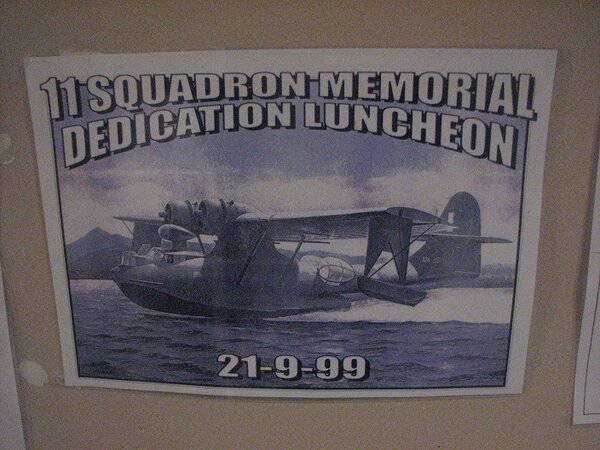 11 SQUADRON MEMORIAL
DEDICATION LUNCHEON
21-9-99